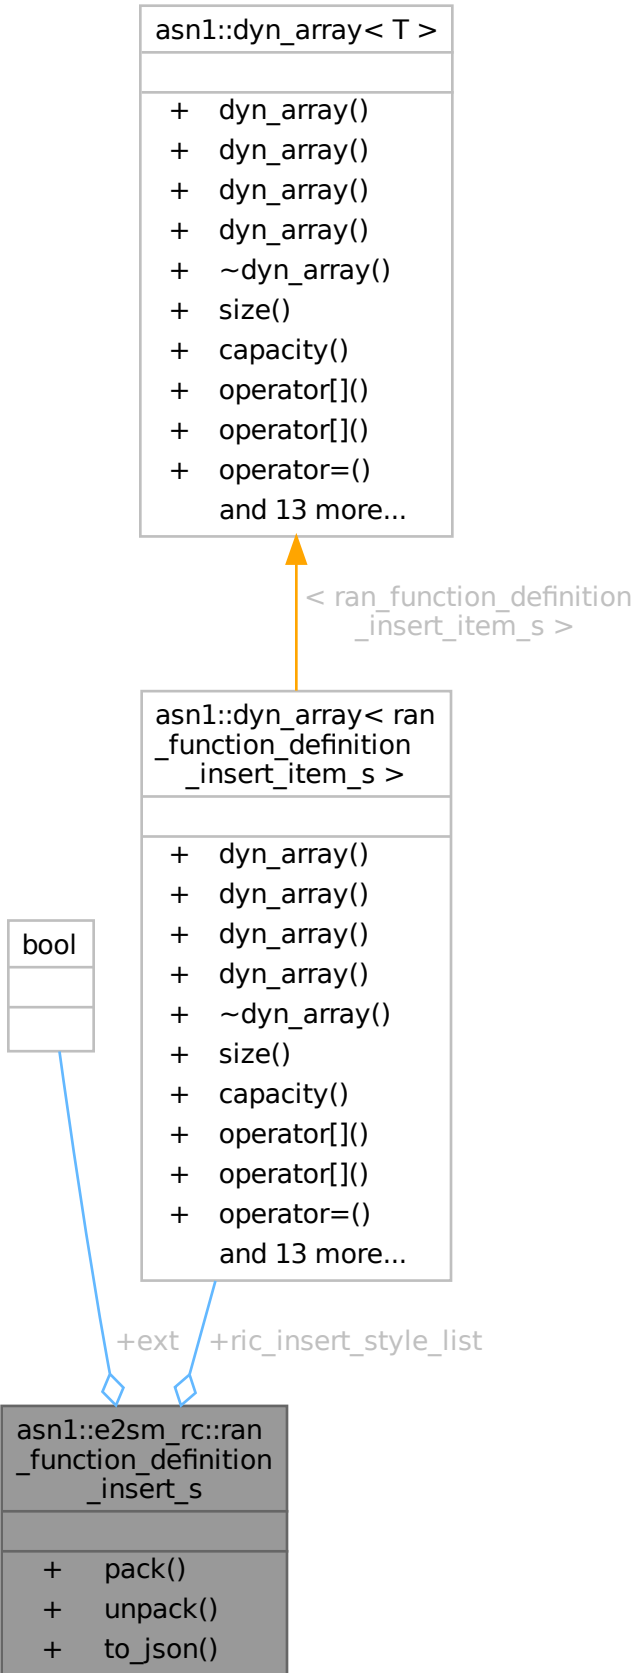 asn1::dyn_array< T >
+ dyn_array()
+ dyn_array()
+ dyn_array()
+ dyn_array()
+ ~dyn_array()
+ size()
+ capacity()
+ operator[]()
+ operator[]()
+ operator=()
and 13 more...
< ran_function_definition
_insert_item_s >
asn1::dyn_array< ran
_function_definition
_insert_item_s >
+ dyn_array()
+ dyn_array()
+ dyn_array()
+ dyn_array()
+ ~dyn_array()
+ size()
+ capacity()
+ operator[]()
+ operator[]()
+ operator=()
and 13 more...
bool
+ext
+ric_insert_style_list
asn1::e2sm_rc::ran
_function_definition
_insert_s
+ pack()
+ unpack()
+ to_json()